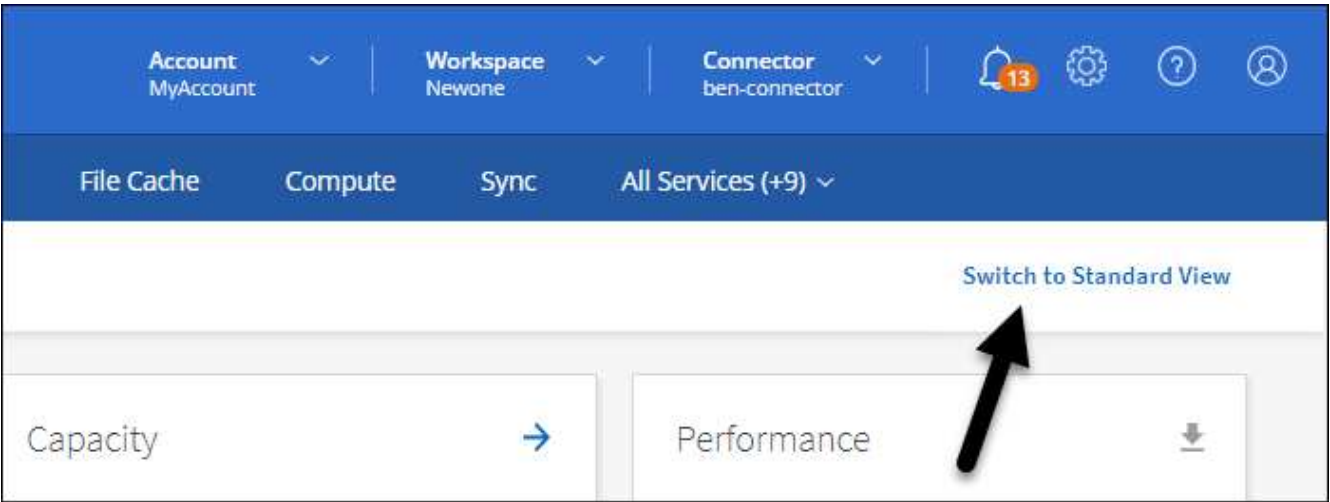 Account
MyAccount
Workspace
Newone
Connector
ben-connector
13
?
File Cache
Compute
Sync
All Services (+9)
Switch to Standard View
Capacity
Performance